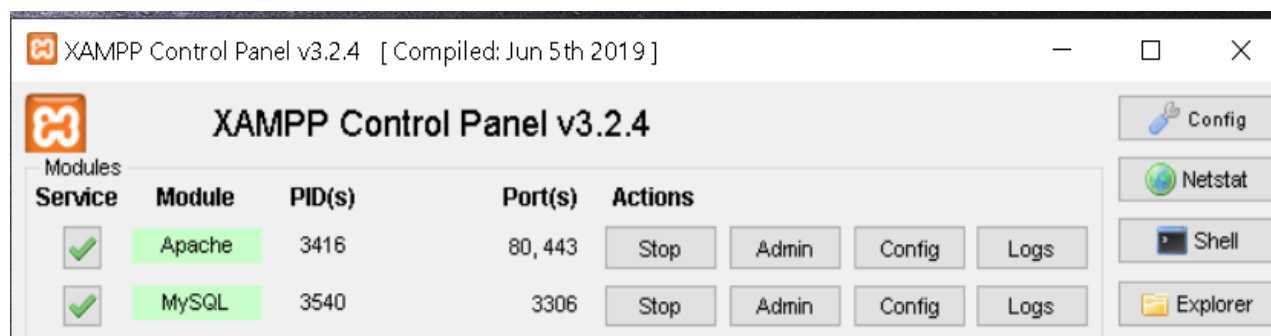 XAMPP Control Panel v3.2.4 [ Compiled: Jun 5th 2019 ]
XAMPP Control Panel v3.2.4
Config
Modules
Service Module PID(s) Port(s) Actions
Netstat
Apache 3416 80, 443 Stop Admin Config Logs
Shell
MySQL 3540 3306 Stop Admin Config Logs
Explorer